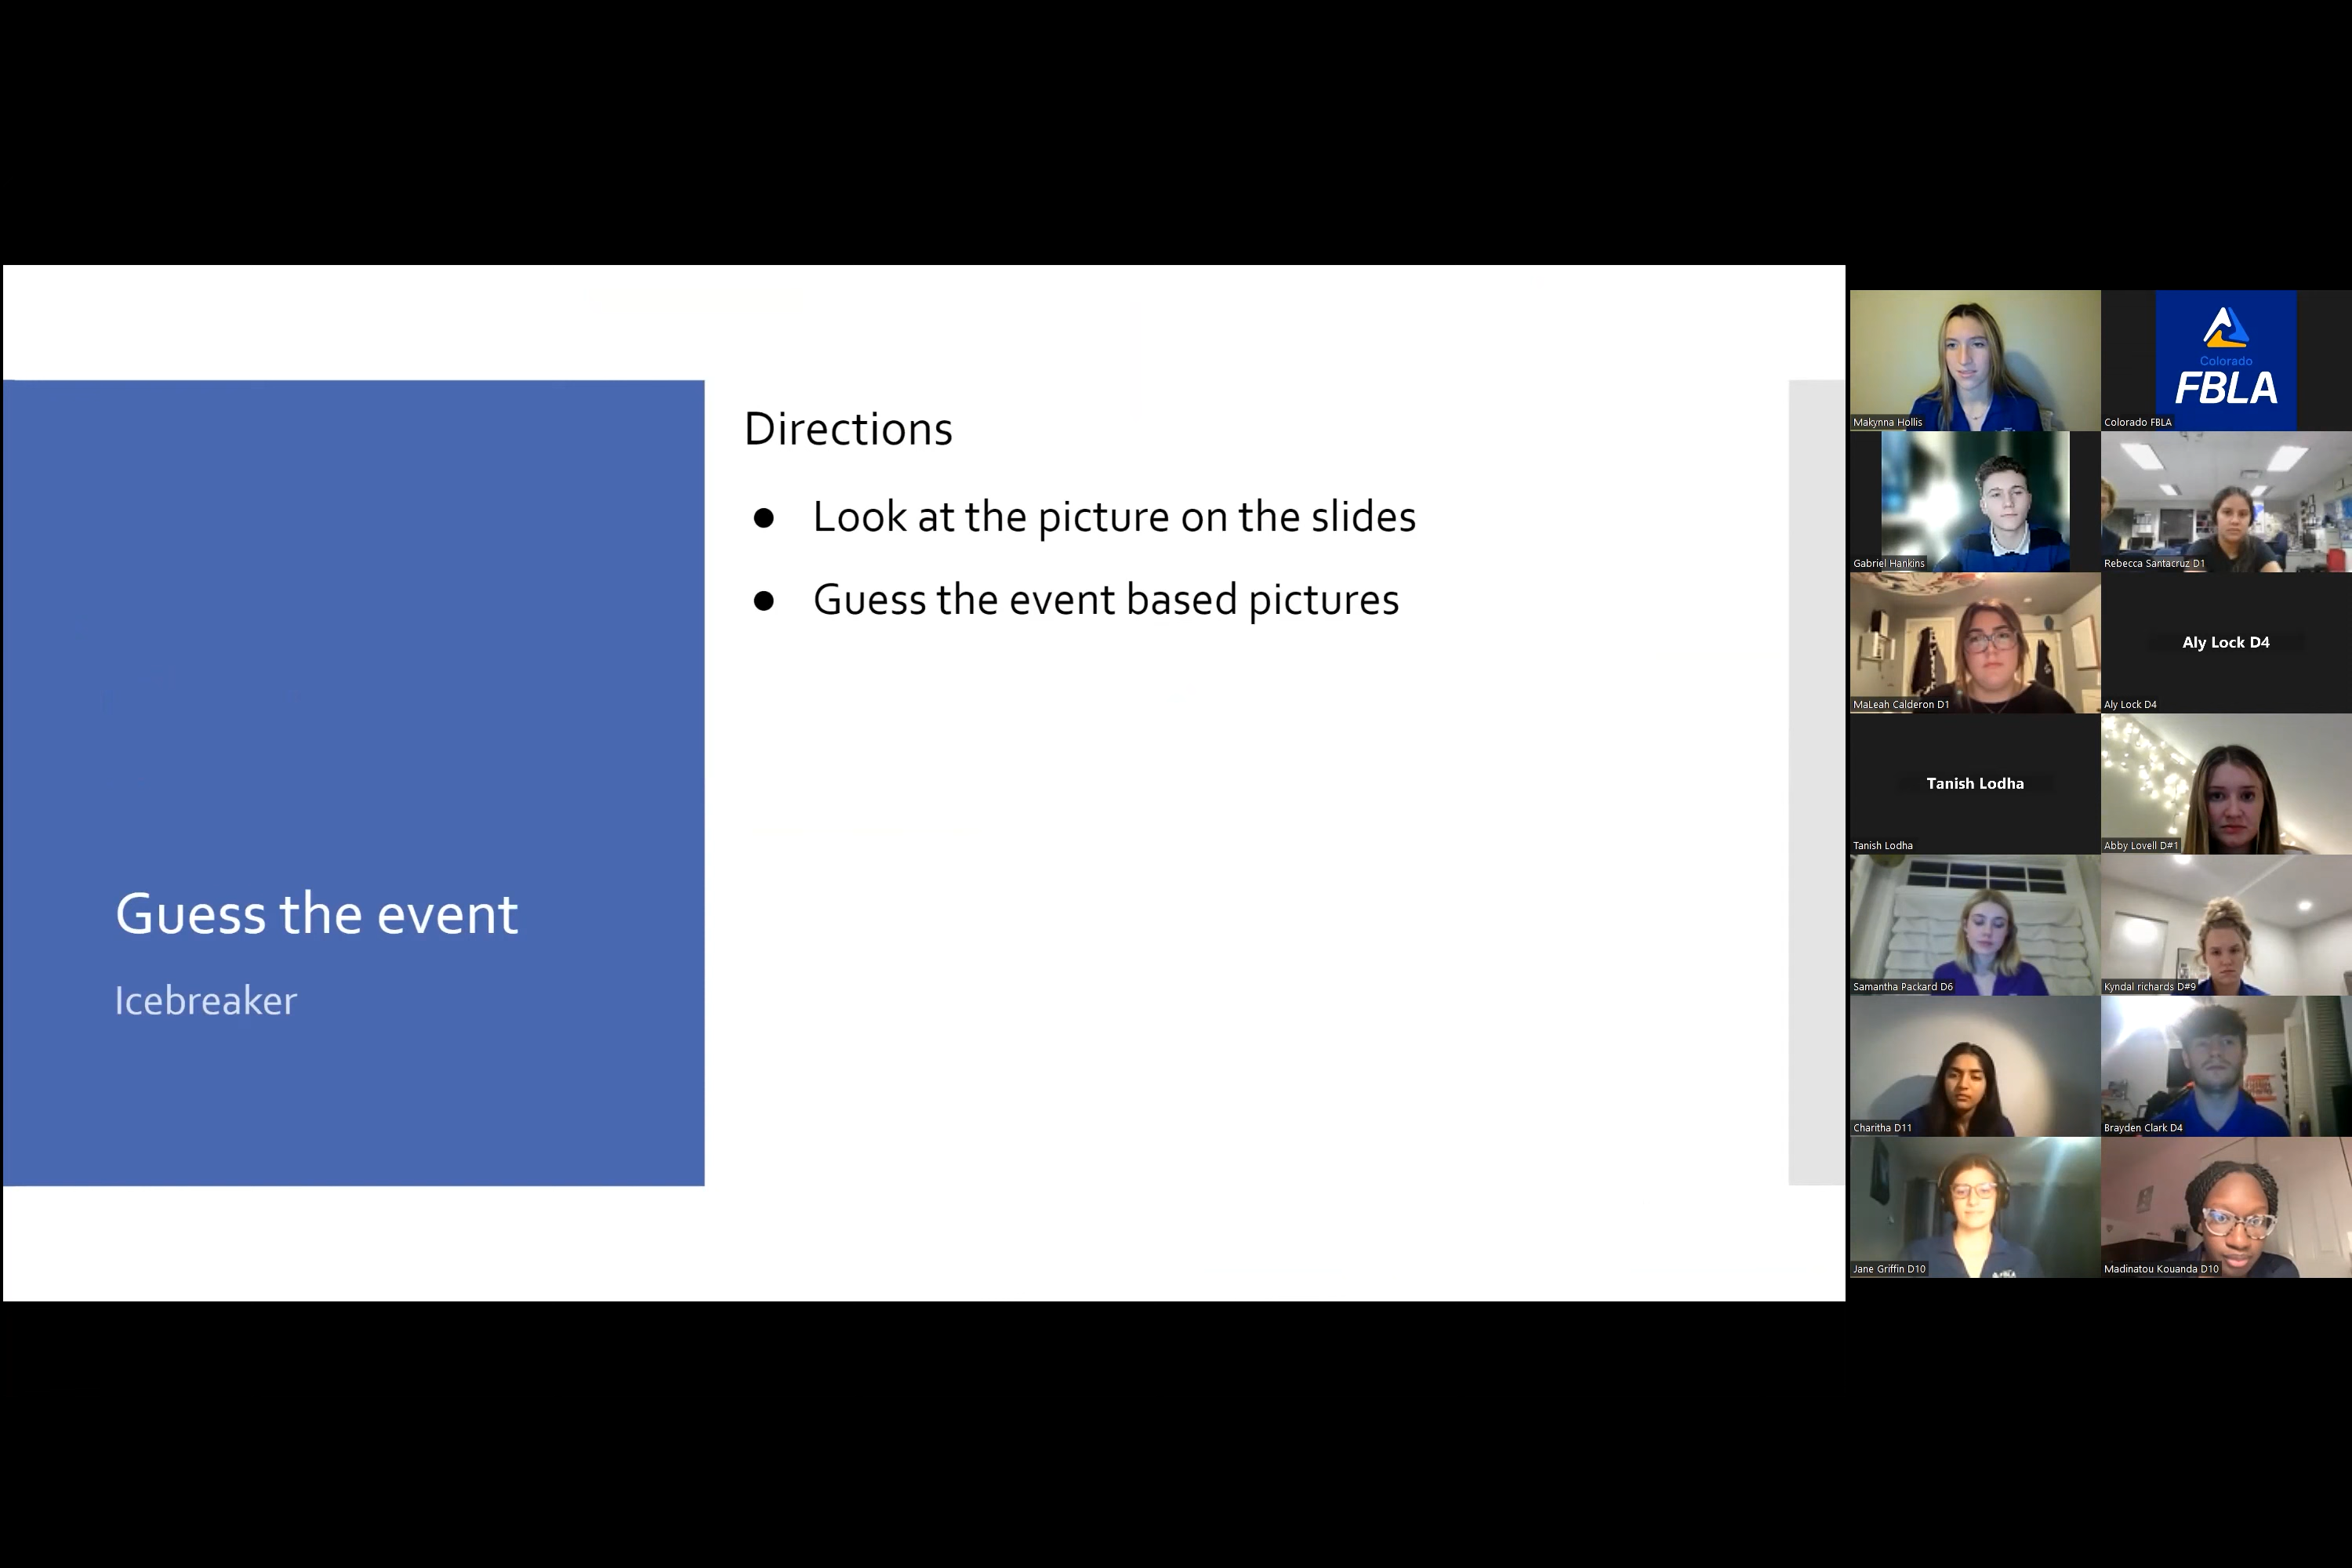 Guess the event
Icebreaker
Directions
● Look at the picture on the slides
● Guess the event based pictures
Makynna Hollis
Colorado
FBLA
Colorado FBLA
Gabriel Hankins
Rebecca Santacruz D1
MaLeah Calderon D1
Aly Lock D4
Aly Lock D4
Tanish Lodha
Tanish Lodha
Abby Lovell D#1
Samantha Packard D6
Kyndal richards D#9
Charitha D11
Brayden Clark D4
Jane Griffin D10
Madinatou Kouanda D10